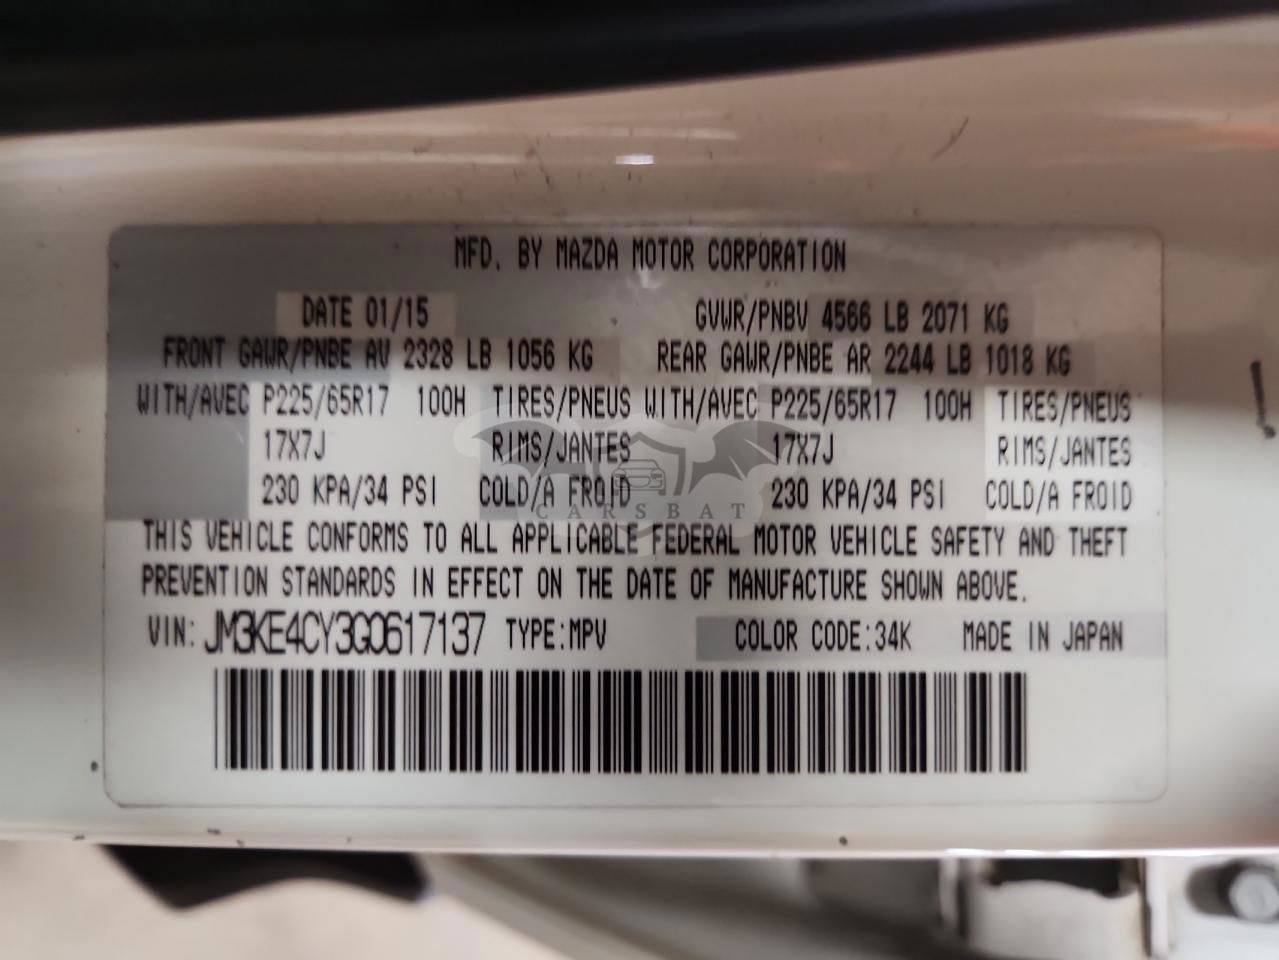 MFD. BY MAZDA MOTOR CORPORATION
DATE 01/15 GVWR/PNBV 4566 LB 2071 KG
FRONT GAWR/PNBE AV 2328 LB 1056 KG REAR GAWR/PNBE AR 2244 LB 1018 KG
WITH/AVEC P225/65R17 100H TIRES/PNEUS WITH/AVEC P225/65R17 100H TIRES/PNEUS
17X7J RIMS/JANTES 17X7J RIMS/JANTES
230 KPA/34 PSI COLD/A FROID 230 KPA/34 PSI COLD/A FROID
CARSBAT
THIS VEHICLE CONFORMS TO ALL APPLICABLE FEDERAL MOTOR VEHICLE SAFETY AND THEFT
PREVENTION STANDARDS IN EFFECT ON THE DATE OF MANUFACTURE SHOWN ABOVE.
VIN: JM3KE4CY3G0617137 TYPE:MPV COLOR CODE:34K MADE IN JAPAN